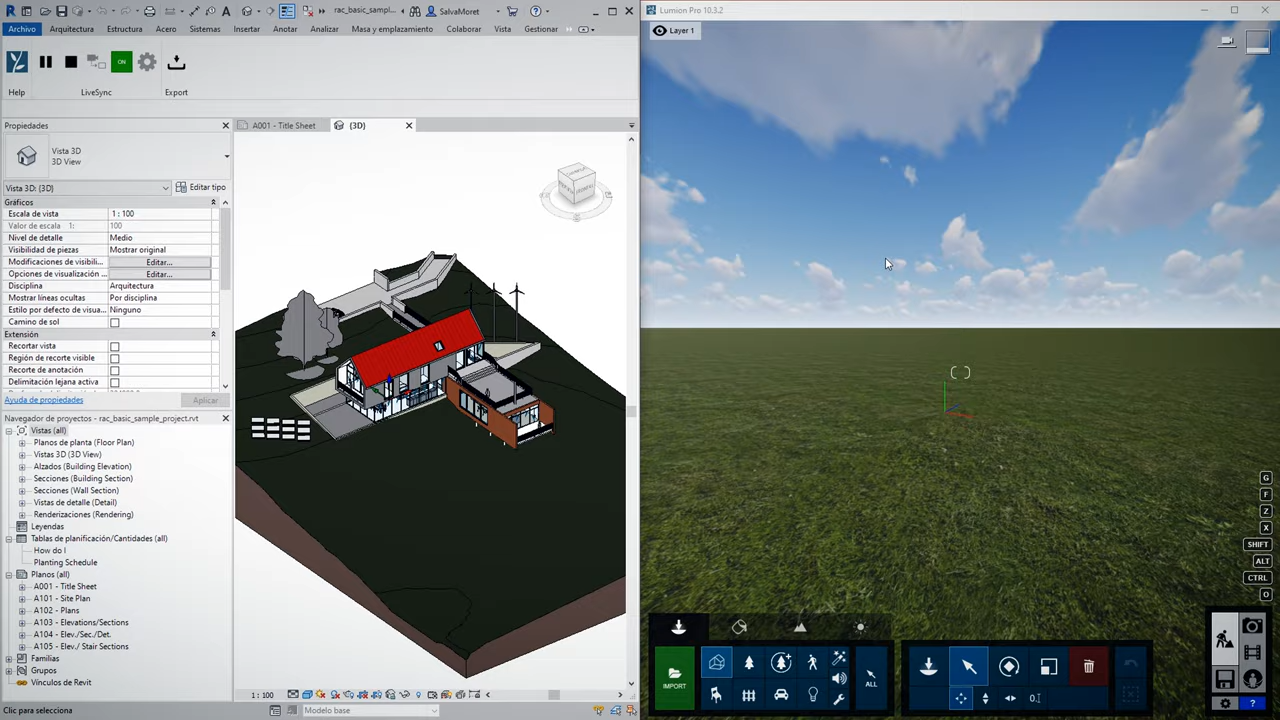 rac_basic_sampl...
SalvaMoret
Archivo
Arquitectura
Estructura
Acero
Sistemas
Insertar
Anotar
Analizar
Masa y emplazamiento
Colaborar
Vista
Gestionar
ON
Help
LiveSync
Export
Propiedades
A001 - Title Sheet
{3D}
Vista 3D
3D View
Vista 3D: {3D}
Editar tipo
Gráficos
Escala de vista
1 : 100
Valor de escala 1:
100
Nivel de detalle
Medio
Visibilidad de piezas
Mostrar original
Modificaciones de visibili...
Editar...
Opciones de visualización ...
Editar...
Disciplina
Arquitectura
Mostrar líneas ocultas
Por disciplina
Estilo por defecto de visua...
Ninguno
Camino de sol
Extensión
Recortar vista
Región de recorte visible
Recorte de anotación
Delimitación lejana activa
Ayuda de propiedades
Aplicar
Navegador de proyectos - rac_basic_sample_project.rvt
Vistas (all)
Planos de planta (Floor Plan)
Vistas 3D (3D View)
Alzados (Building Elevation)
Secciones (Building Section)
Secciones (Wall Section)
Vistas de detalle (Detail)
Renderizaciones (Rendering)
Leyendas
Tablas de planificación/Cantidades (all)
How do I
Planting Schedule
Planos (all)
A001 - Title Sheet
A101 - Site Plan
A102 - Plans
A103 - Elevations/Sections
A104 - Elev./Sec./Det.
A105 - Elev./ Stair Sections
Familias
Grupos
Vínculos de Revit
1 : 100
Clic para selecciona
Modelo base
Lumion Pro 10.3.2
Layer 1
G
F
Z
X
SHIFT
ALT
CTRL
O
IMPORT
ALL
?